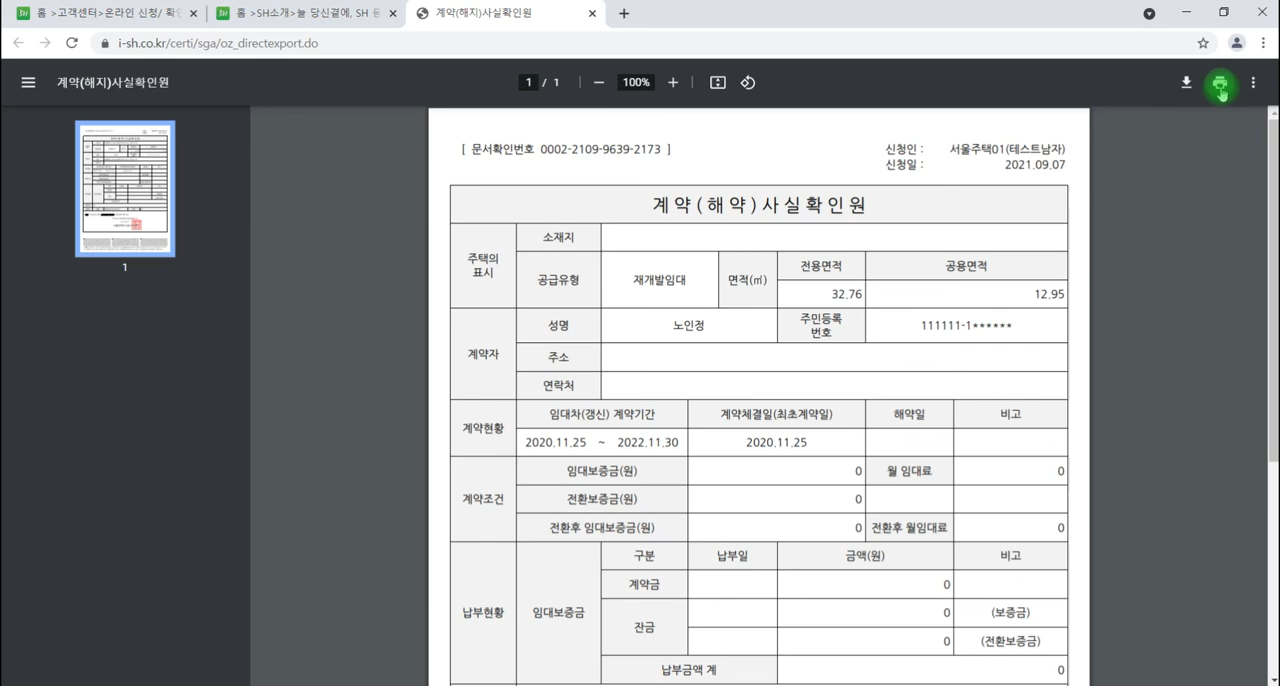 홈 >고객센터>온라인 신청/ 확인
홈 >SH소개>늘 당신곁에, SH 동
계약(해지)사실확인원
i-sh.co.kr/certi/sga/oz_directexport.do
계약(해지)사실확인원
1 / 1
100%
1
[ 문서확인번호 0002-2109-9639-2173 ]
신청인 : 서울주택01(테스트남자)
신청일 : 2021.09.07
계 약 ( 해 약 ) 사 실 확 인 원
주택의 표시
소재지
공급유형 재개발임대 면적(㎡)
전용면적 공용면적
32.76 12.95
계약자
성명 노인정 주민등록 번호 111111-1******
주소
연락처
계약현황
임대차(갱신) 계약기간 계약체결일(최초계약일) 해약일 비고
2020.11.25 ~ 2022.11.30 2020.11.25
계약조건
임대보증금(원) 0 월 임대료 0
전환보증금(원) 0
전환후 임대보증금(원) 0 전환후 월임대료 0
납부현황
임대보증금
구분 납부일 금액(원) 비고
계약금 0
잔금
0 (보증금)
0 (전환보증금)
납부금액 계 0